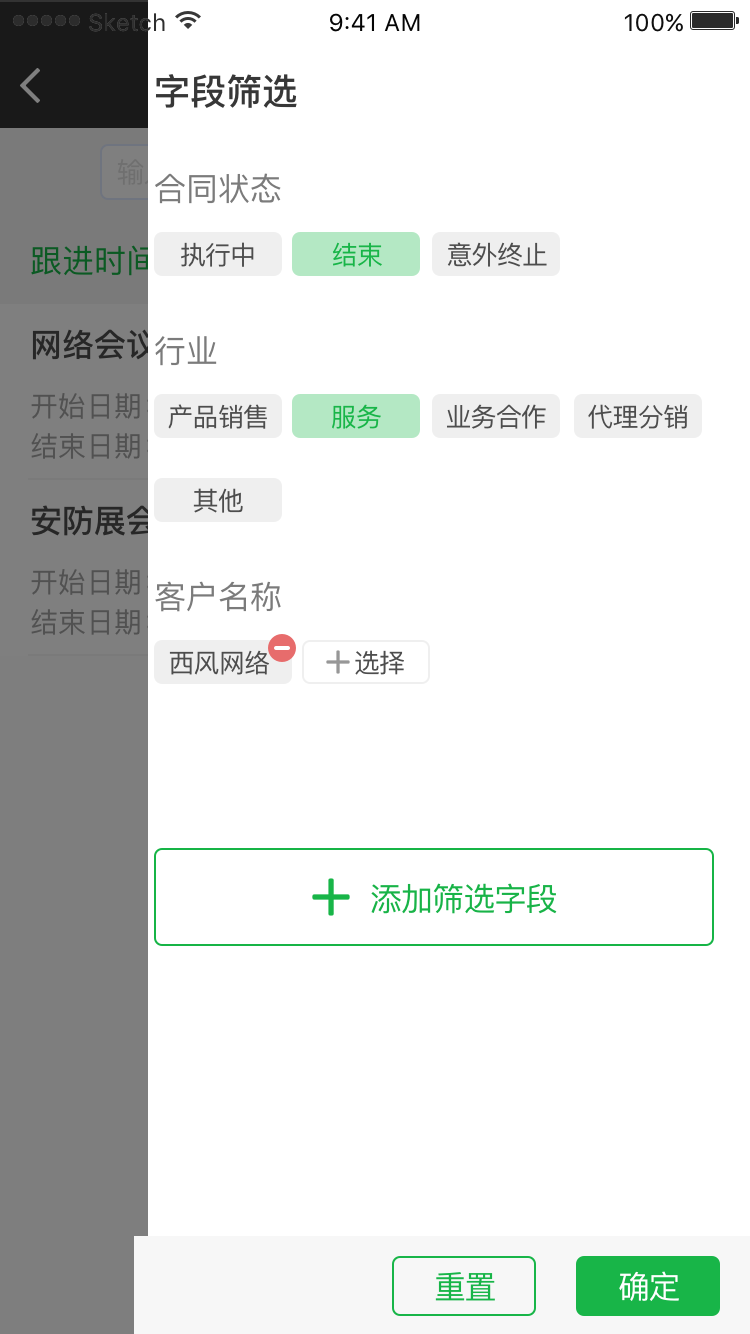 Sketch 9:41 AM 100%
字段筛选
输
合同状态
执行中 结束 意外终止
跟进时间
网络会议
行业
开始日期
产品销售 服务 业务合作 代理分销
结束日期
其他
安防展会
开始日期
客户名称
结束日期
西风网络 选择
添加筛选字段
重置 确定